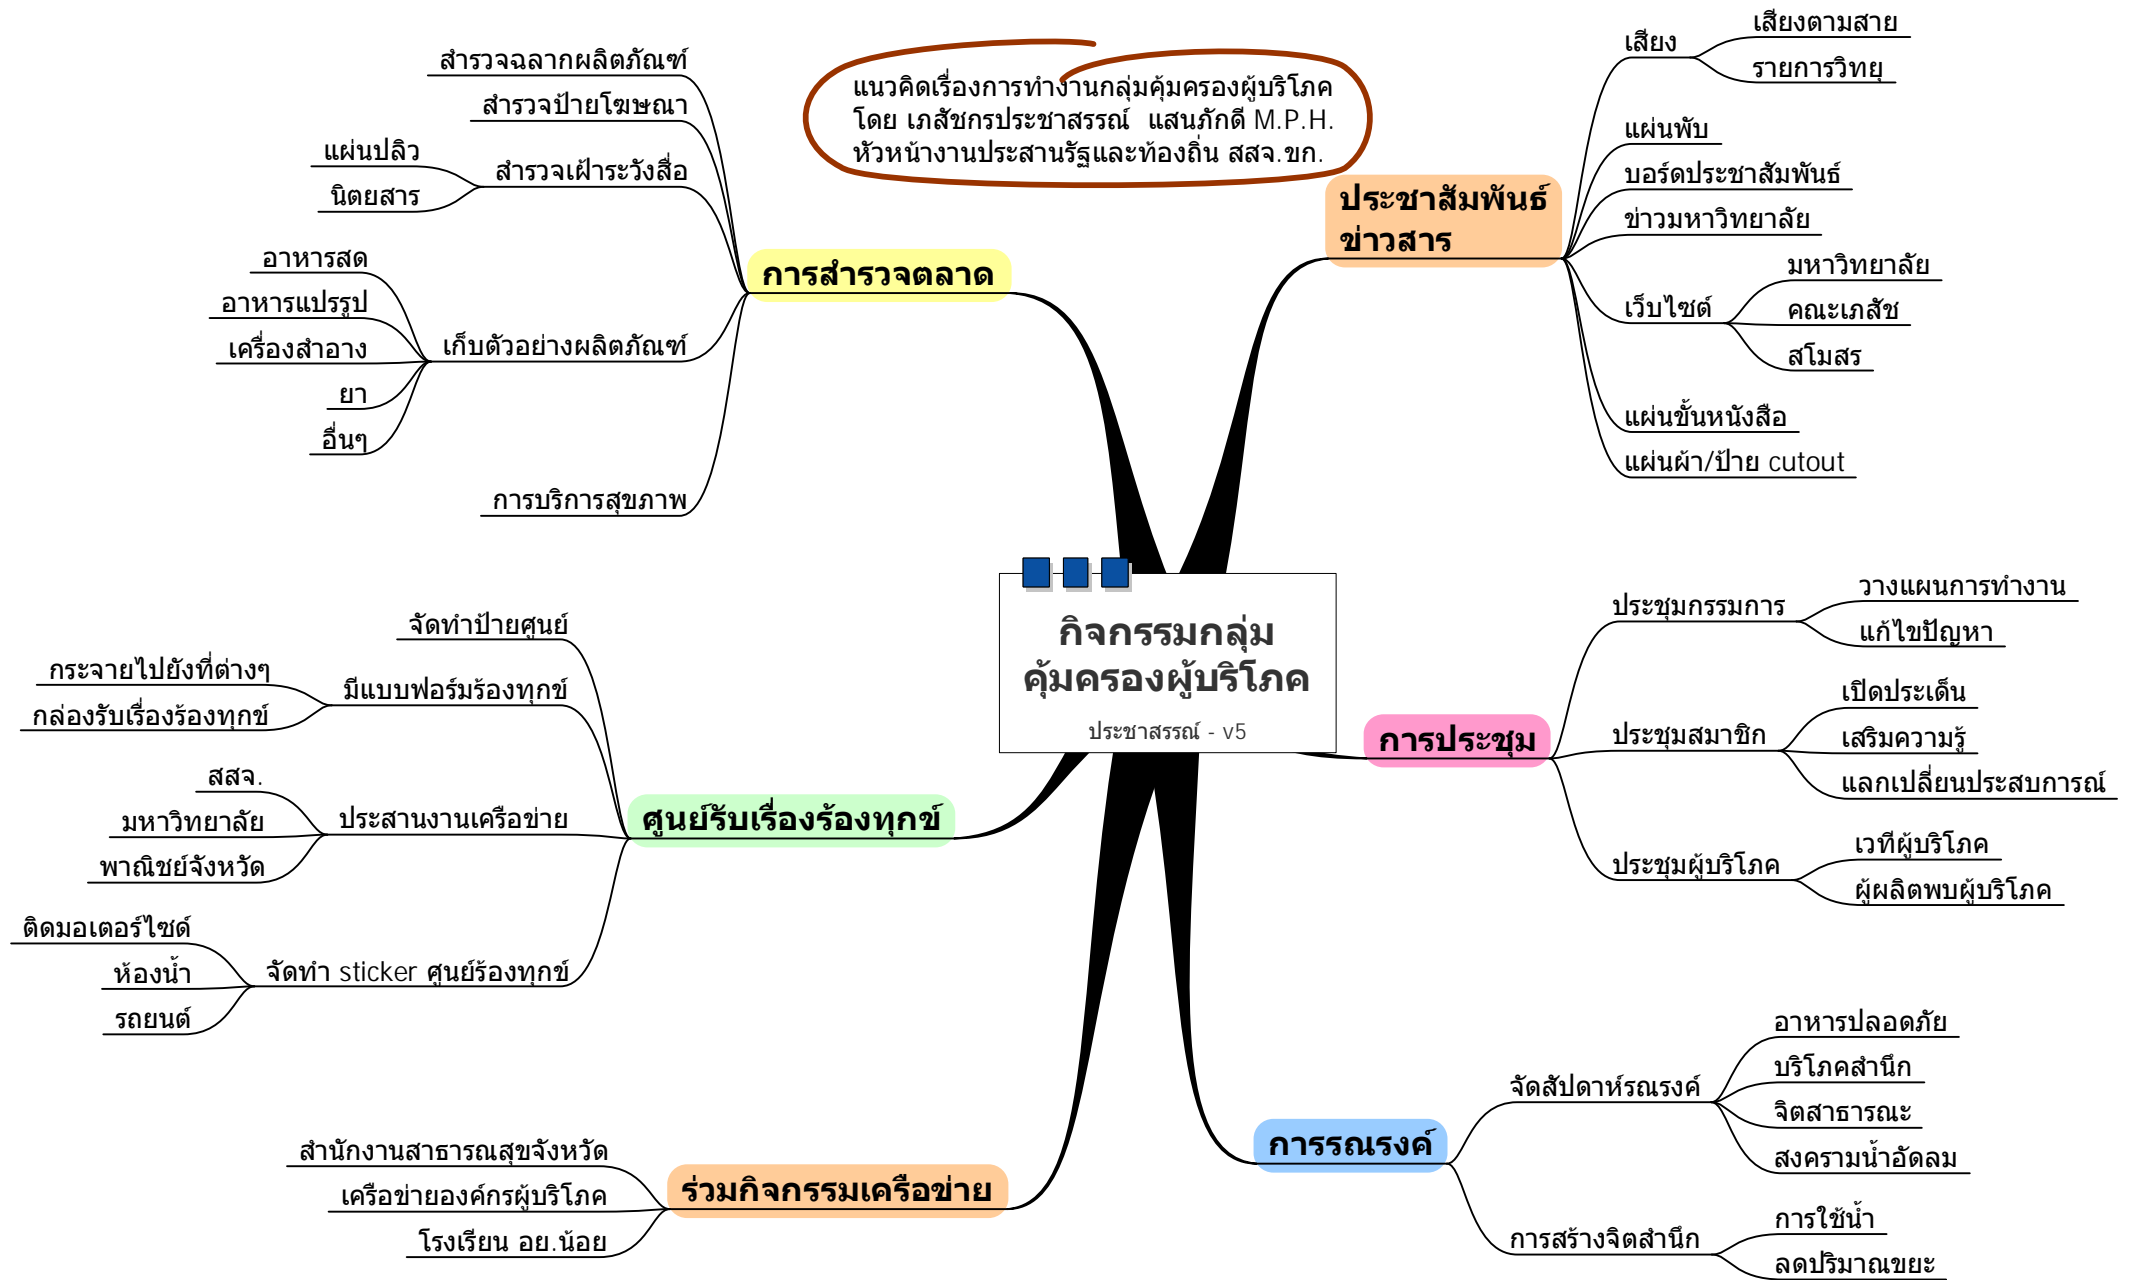 แนวคิดเรื่องการทำงานกลุ่มคุ้มครองผู้บริโภค
โดย เภสัชกรประชาสรรณ์ แสนภักดี M.P.H.
หัวหน้างานประสานรัฐและท้องถิ่น สสจ.ขก.
กิจกรรมกลุ่ม
คุ้มครองผู้บริโภค
ประชาสรรณ์ - v5
ประชาสัมพันธ์
ข่าวสาร
เสียง
เสียงตามสาย
รายการวิทยุ
แผ่นพับ
บอร์ดประชาสัมพันธ์
ข่าวมหาวิทยาลัย
เว็บไซต์
มหาวิทยาลัย
คณะเภสัช
สโมสร
แผ่นขั้นหนังสือ
แผ่นผ้า/ป้าย cutout
การประชุม
ประชุมกรรมการ
วางแผนการทำงาน
แก้ไขปัญหา
ประชุมสมาชิก
เปิดประเด็น
เสริมความรู้
แลกเปลี่ยนประสบการณ์
ประชุมผู้บริโภค
เวทีผู้บริโภค
ผู้ผลิตพบผู้บริโภค
การรณรงค์
จัดสัปดาห์รณรงค์
อาหารปลอดภัย
บริโภคสำนึก
จิตสาธารณะ
สงครามน้ำอัดลม
การสร้างจิตสำนึก
การใช้น้ำ
ลดปริมาณขยะ
การสำรวจตลาด
สำรวจฉลากผลิตภัณฑ์
สำรวจป้ายโฆษณา
สำรวจเฝ้าระวังสื่อ
แผ่นปลิว
นิตยสาร
เก็บตัวอย่างผลิตภัณฑ์
อาหารสด
อาหารแปรรูป
เครื่องสำอาง
ยา
อื่นๆ
การบริการสุขภาพ
ศูนย์รับเรื่องร้องทุกข์
จัดทำป้ายศูนย์
มีแบบฟอร์มร้องทุกข์
กระจายไปยังที่ต่างๆ
กล่องรับเรื่องร้องทุกข์
ประสานงานเครือข่าย
สสจ.
มหาวิทยาลัย
พาณิชย์จังหวัด
จัดทำ sticker ศูนย์ร้องทุกข์
ติดมอเตอร์ไซด์
ห้องน้ำ
รถยนต์
ร่วมกิจกรรมเครือข่าย
สำนักงานสาธารณสุขจังหวัด
เครือข่ายองค์กรผู้บริโภค
โรงเรียน อย.น้อย